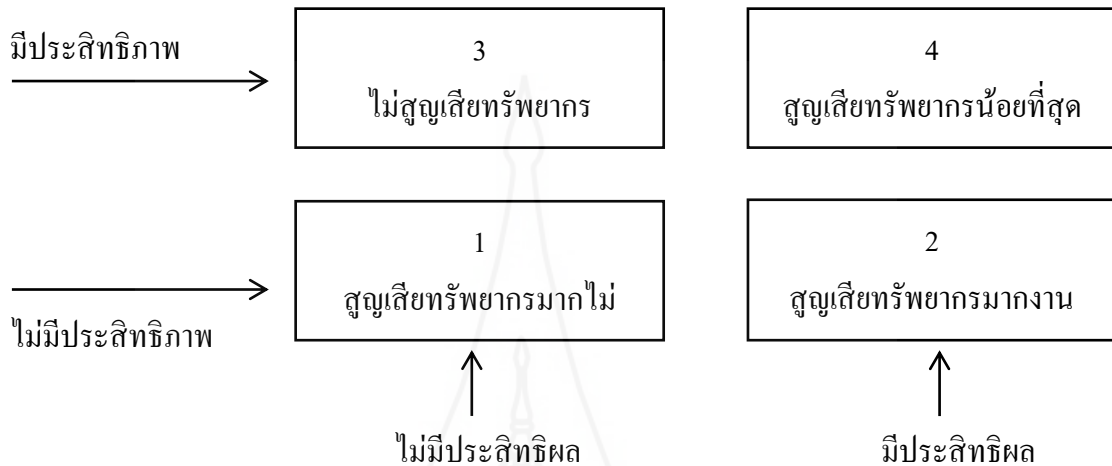 มีประสิทธิภาพ
3
ไม่สูญเสียทรัพยากร
4
สูญเสียทรัพยากรน้อยที่สุด
ไม่มีประสิทธิภาพ
1
สูญเสียทรัพยากรมากไม่
2
สูญเสียทรัพยากรมากงาน
ไม่มีประสิทธิผล
มีประสิทธิผล